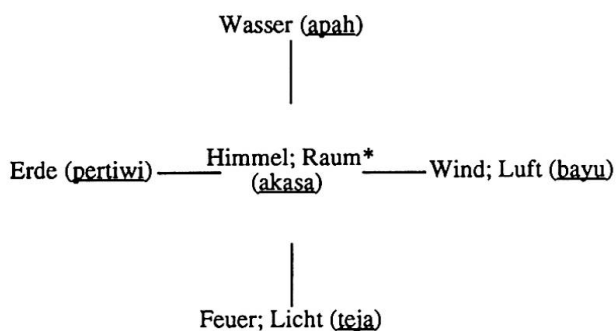 Wasser (apah)
Erde (pertiwi)
Himmel; Raum*
(akasa)
Wind; Luft (bayu)
Feuer; Licht (teja)